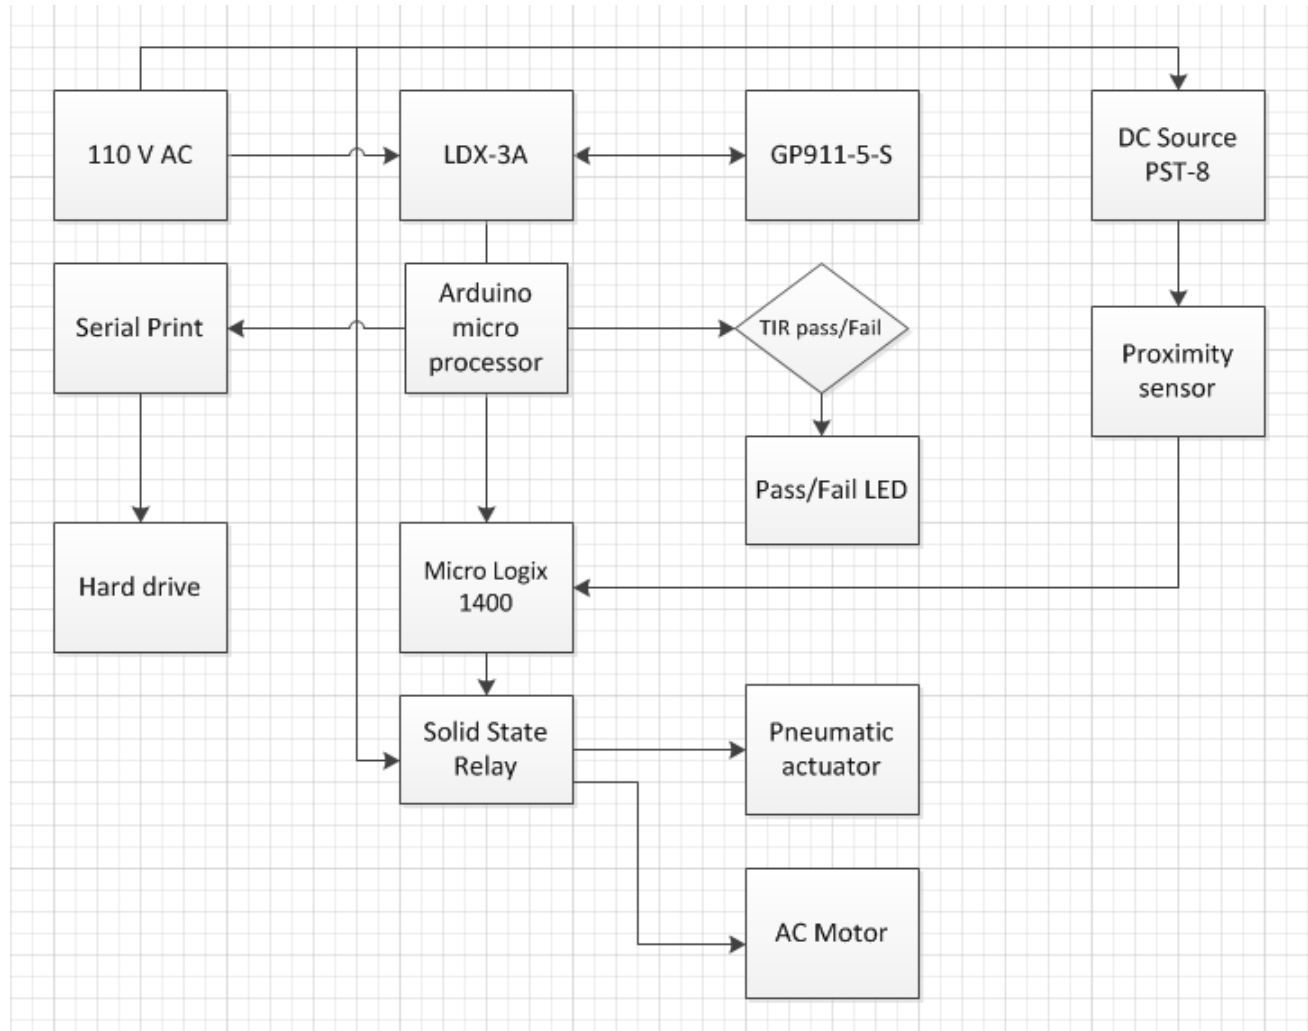 110 V AC
LDX-3A
GP911-5-S
DC Source
PST-8
Serial Print
Arduino
micro
processor
TIR pass/Fail
Proximity
sensor
Pass/Fail LED
Hard drive
Micro Logix
1400
Solid State
Relay
Pneumatic
actuator
AC Motor